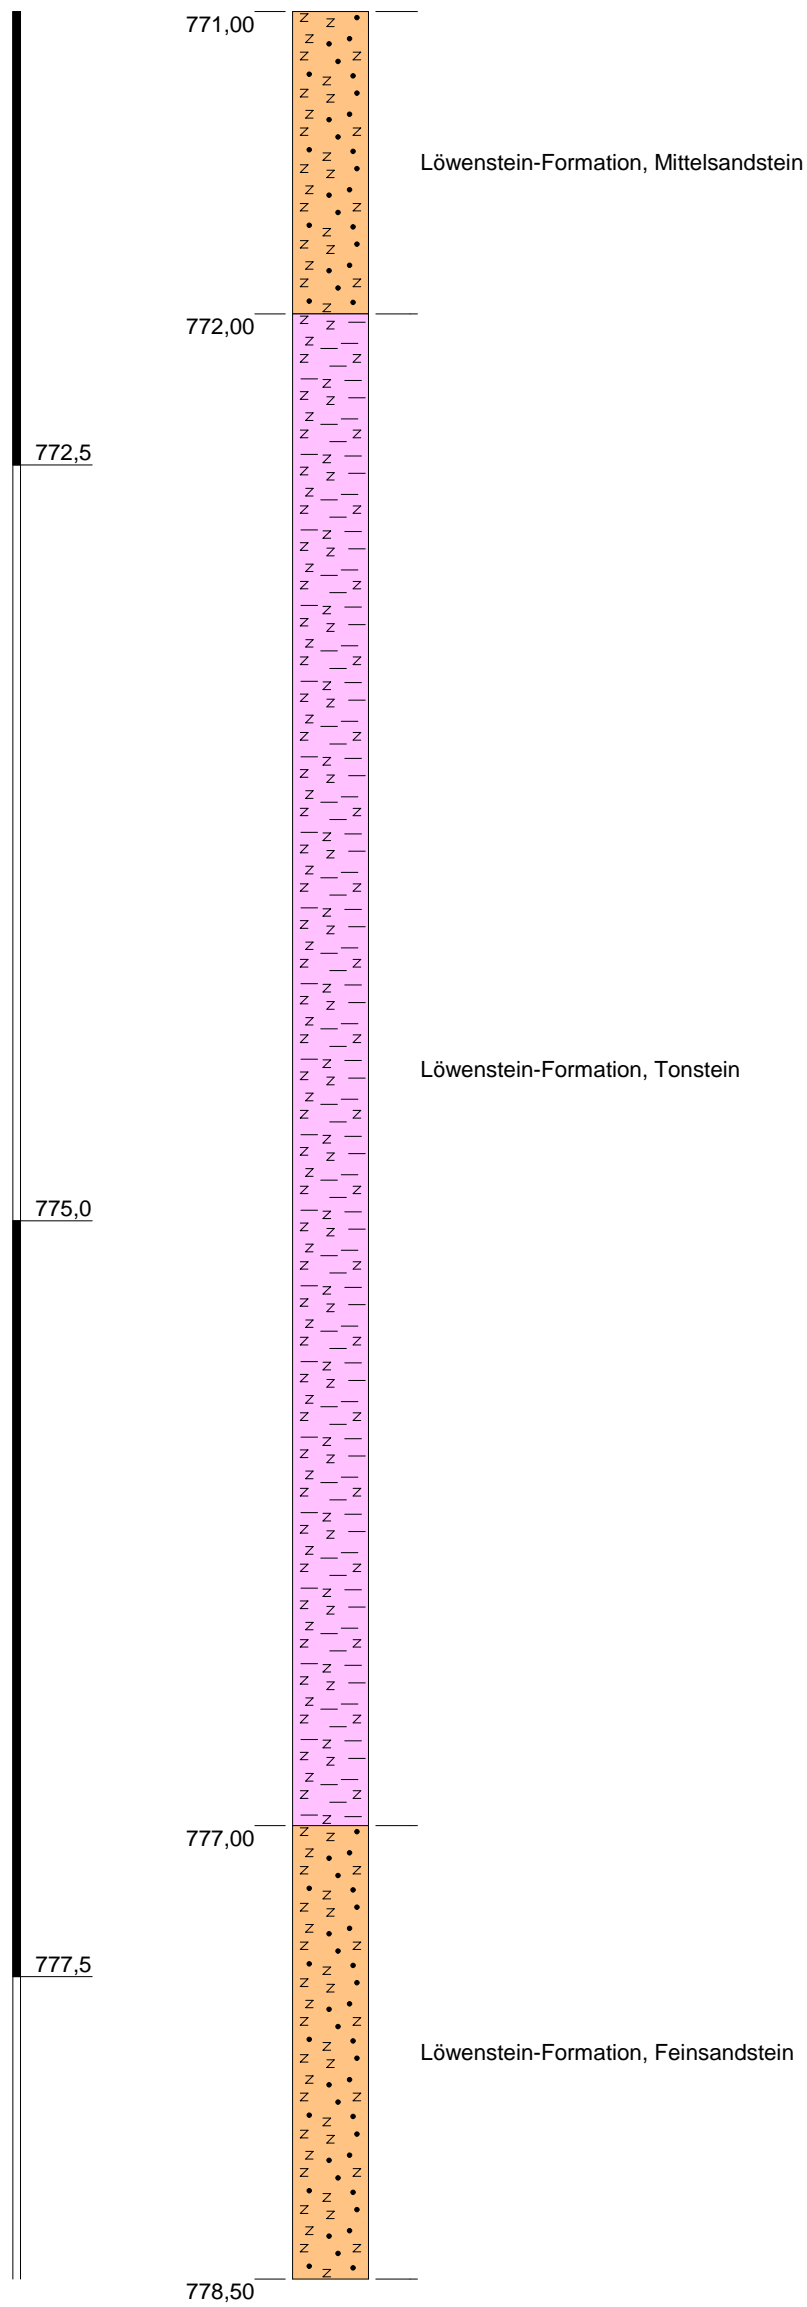 771,00
Löwenstein-Formation, Mittelsandstein
772,00
772,5
Löwenstein-Formation, Tonstein
775,0
777,00
777,5
Löwenstein-Formation, Feinsandstein
778,50